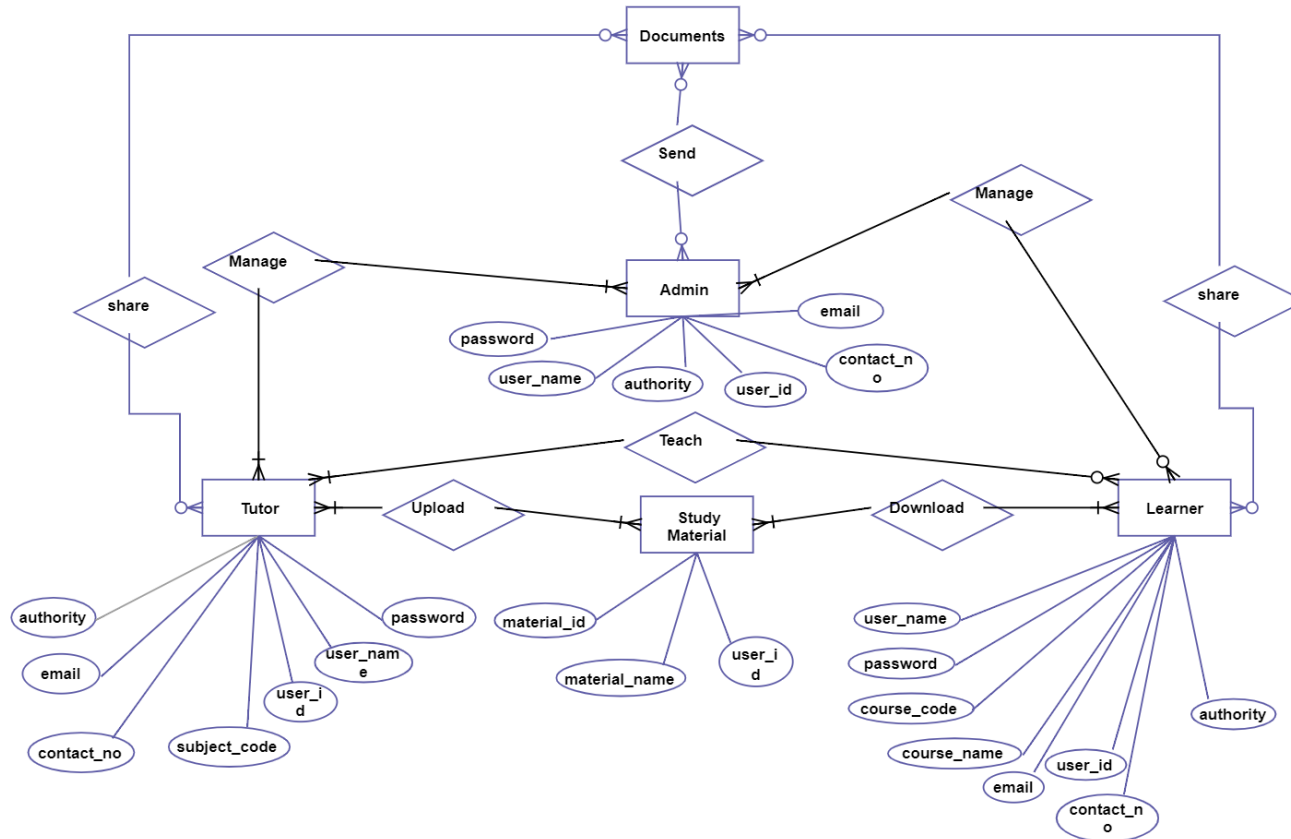 Documents
Send
Manage
Manage
share
share
Admin
email
password
user_name
authority
user_id
contact_n
o
Teach
Tutor
Upload
Study
Material
Download
Learner
authority
email
contact_no
subject_code
user_i
d
user_nam
e
password
material_id
material_name
user_i
d
user_name
password
course_code
course_name
email
user_id
contact_n
o
authority